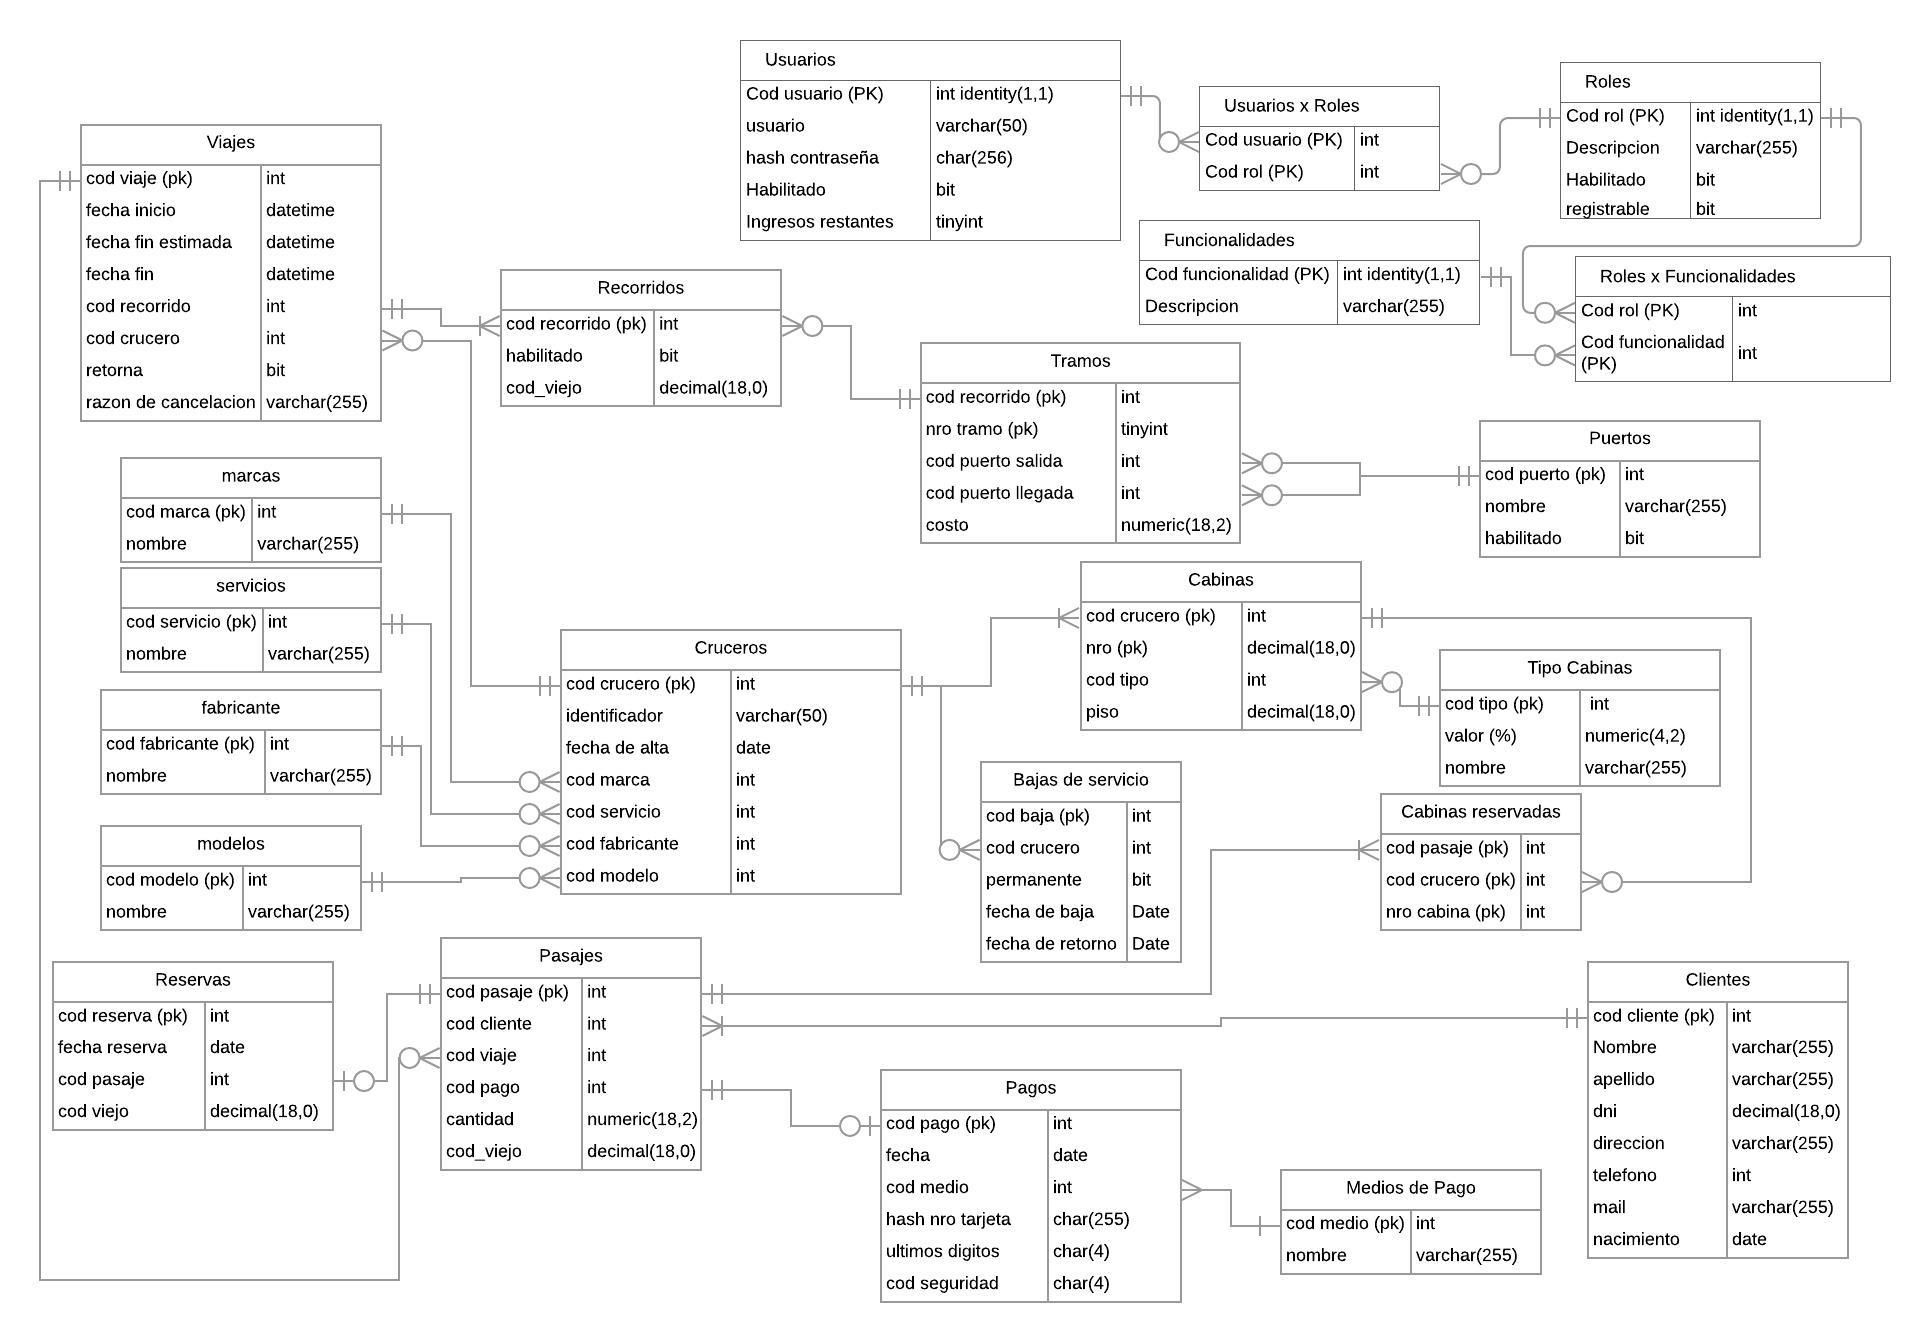 Usuarios
Cod usuario (PK) int identity(1,1)
usuario varchar(50)
hash contraseña char(256)
Habilitado bit
Ingresos restantes tinyint
Usuarios x Roles
Cod usuario (PK) int
Cod rol (PK) int
Roles
Cod rol (PK) int identity(1,1)
Descripcion varchar(255)
Habilitado bit
registrable bit
Funcionalidades
Cod funcionalidad (PK) int identity(1,1)
Descripcion varchar(255)
Roles x Funcionalidades
Cod rol (PK) int
Cod funcionalidad
(PK) int
Viajes
cod viaje (pk) int
fecha inicio datetime
fecha fin estimada datetime
fecha fin datetime
cod recorrido int
cod crucero int
retorna bit
razon de cancelacion varchar(255)
Recorridos
cod recorrido (pk) int
habilitado bit
cod_viejo decimal(18,0)
Tramos
cod recorrido (pk) int
nro tramo (pk) tinyint
cod puerto salida int
cod puerto llegada int
costo numeric(18,2)
Puertos
cod puerto (pk) int
nombre varchar(255)
habilitado bit
marcas
cod marca (pk) int
nombre varchar(255)
servicios
cod servicio (pk) int
nombre varchar(255)
fabricante
cod fabricante (pk) int
nombre varchar(255)
modelos
cod modelo (pk) int
nombre varchar(255)
Cruceros
cod crucero (pk) int
identificador varchar(50)
fecha de alta date
cod marca int
cod servicio int
cod fabricante int
cod modelo int
Cabinas
cod crucero (pk) int
nro (pk) decimal(18,0)
cod tipo int
piso decimal(18,0)
Tipo Cabinas
cod tipo (pk) int
valor (%) numeric(4,2)
nombre varchar(255)
Bajas de servicio
cod baja (pk) int
cod crucero int
permanente bit
fecha de baja Date
fecha de retorno Date
Cabinas reservadas
cod pasaje (pk) int
cod crucero (pk) int
nro cabina (pk) int
Reservas
cod reserva (pk) int
fecha reserva date
cod pasaje int
cod viejo decimal(18,0)
Pasajes
cod pasaje (pk) int
cod cliente int
cod viaje int
cod pago int
cantidad numeric(18,2)
cod_viejo decimal(18,0)
Pagos
cod pago (pk) int
fecha date
cod medio int
hash nro tarjeta char(255)
ultimos digitos char(4)
cod seguridad char(4)
Medios de Pago
cod medio (pk) int
nombre varchar(255)
Clientes
cod cliente (pk) int
Nombre varchar(255)
apellido varchar(255)
dni decimal(18,0)
direccion varchar(255)
telefono int
mail varchar(255)
nacimiento date